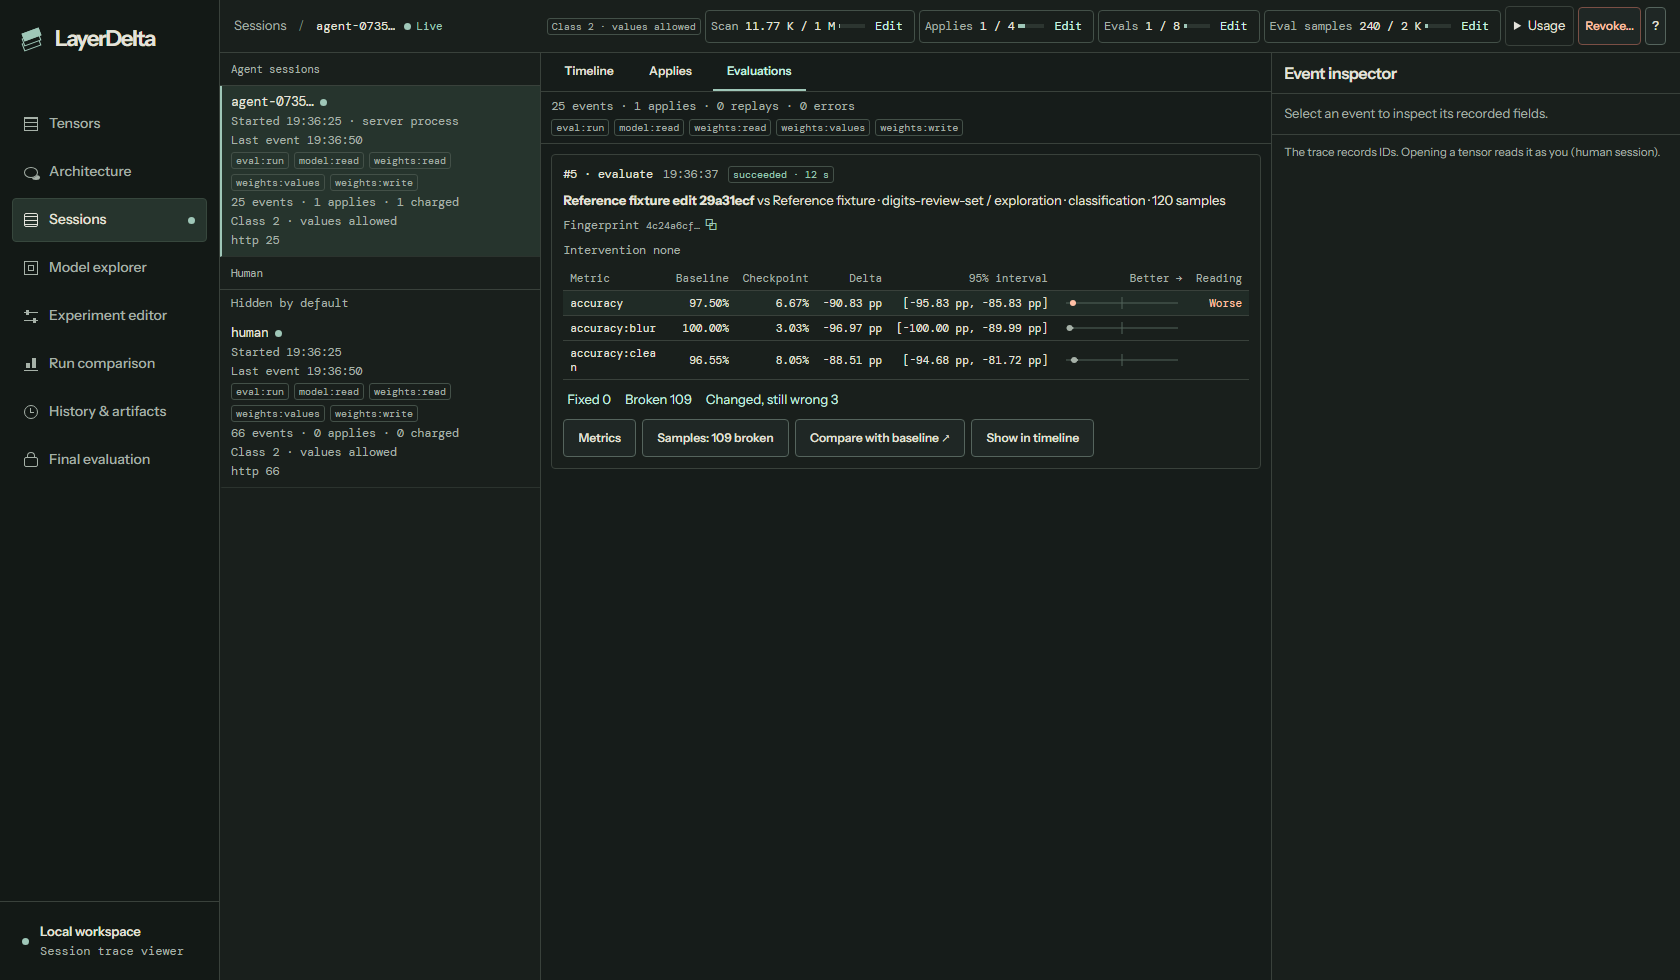 LayerDelta
Tensors
Architecture
Sessions
Model explorer
Experiment editor
Run comparison
History & artifacts
Final evaluation
Local workspace
Session trace viewer
Sessions / agent-0735… Live
Class 2 · values allowed
Scan 11.77 K / 1 M Edit
Applies 1 / 4 Edit
Evals 1 / 8 Edit
Eval samples 240 / 2 K Edit
Usage
Revoke…
?
Agent sessions
agent-0735…
Started 19:36:25 · server process
Last event 19:36:50
eval:run model:read weights:read
weights:values weights:write
25 events · 1 applies · 1 charged
Class 2 · values allowed
http 25
Human
Hidden by default
human
Started 19:36:25
Last event 19:36:50
eval:run model:read weights:read
weights:values weights:write
66 events · 0 applies · 0 charged
Class 2 · values allowed
http 66
Timeline Applies Evaluations
25 events · 1 applies · 0 replays · 0 errors
eval:run model:read weights:read weights:values weights:write
#5 · evaluate 19:36:37 succeeded · 12 s
Reference fixture edit 29a31ecf vs Reference fixture · digits-review-set / exploration · classification · 120 samples
Fingerprint 4c24a6cf…
Intervention none
Metric Baseline Checkpoint Delta 95% interval Better → Reading
accuracy 97.50% 6.67% -90.83 pp [-95.83 pp, -85.83 pp] Worse
accuracy:blur 100.00% 3.03% -96.97 pp [-100.00 pp, -89.99 pp]
accuracy:clea
n 96.55% 8.05% -88.51 pp [-94.68 pp, -81.72 pp]
Fixed 0 Broken 109 Changed, still wrong 3
Metrics
Samples: 109 broken
Compare with baseline ↗
Show in timeline
Event inspector
Select an event to inspect its recorded fields.
The trace records IDs. Opening a tensor reads it as you (human session).